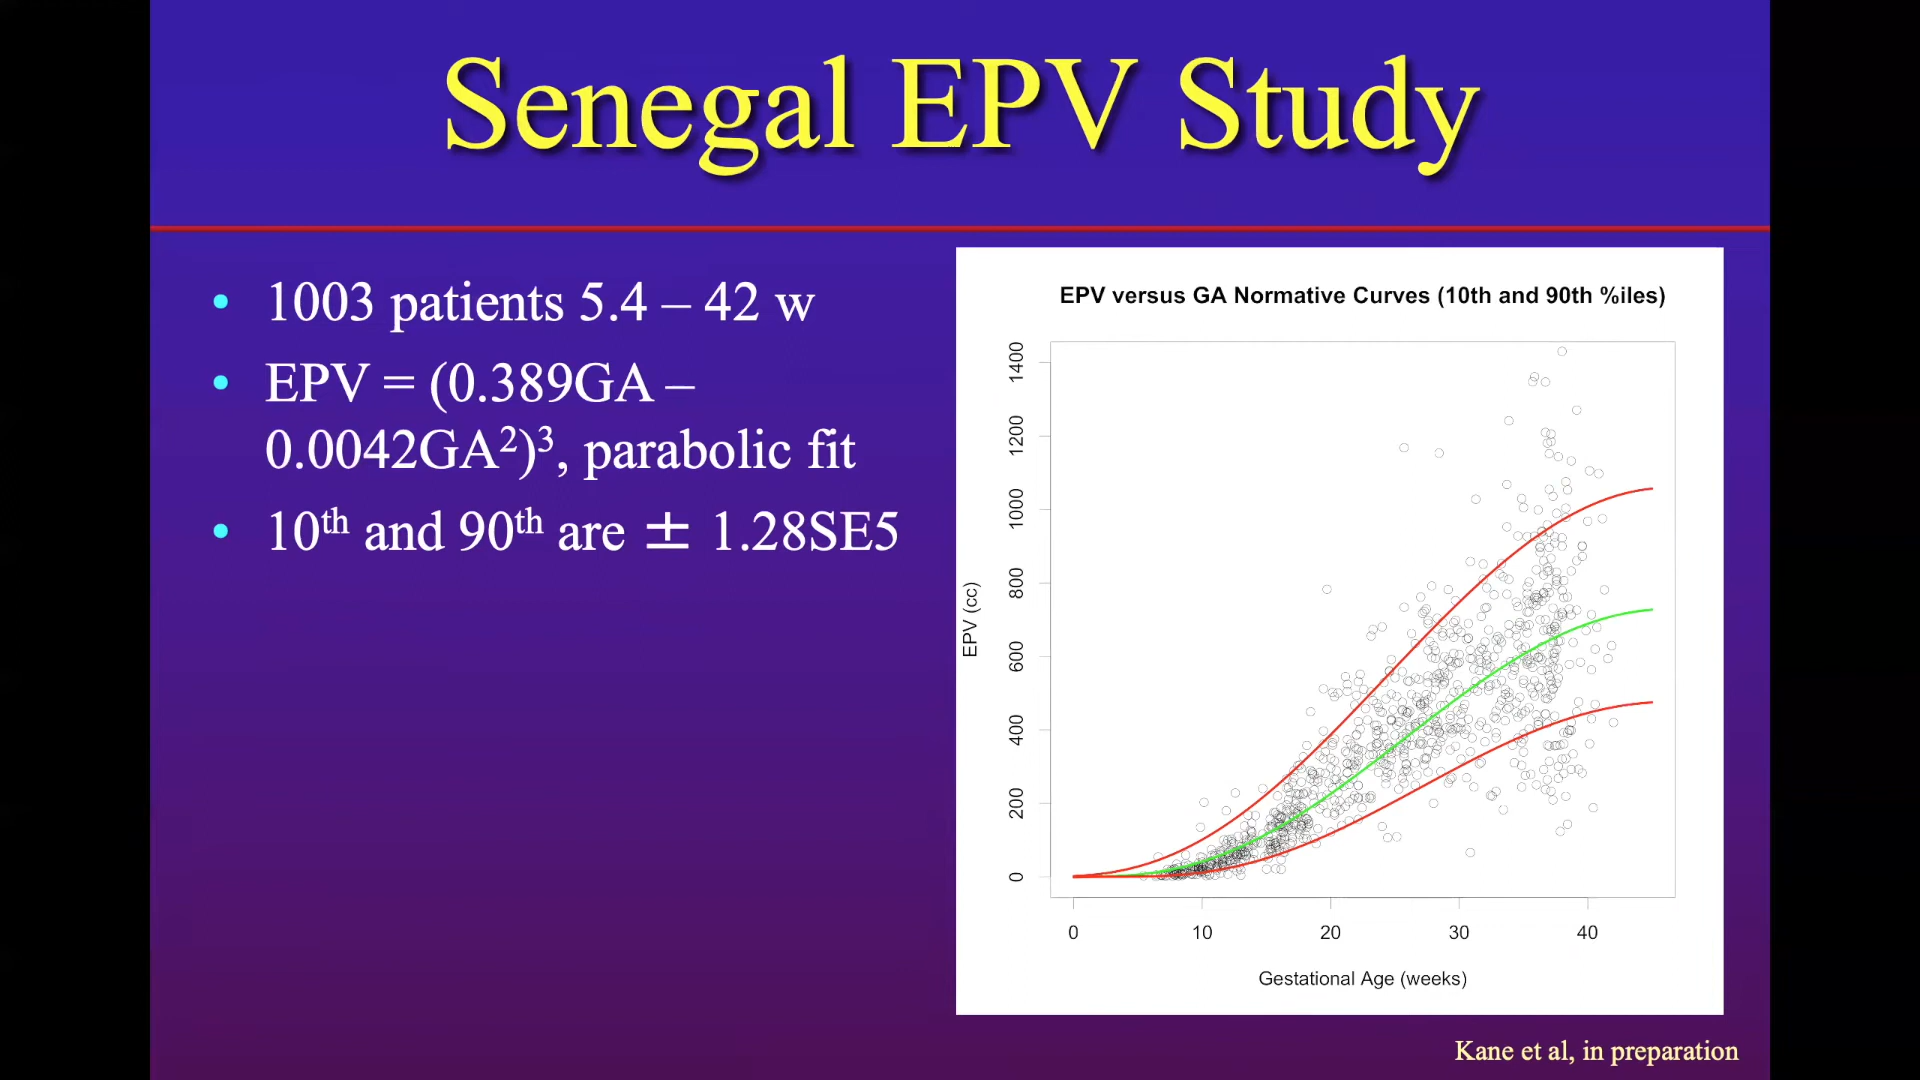 Senegal EPV Study
• 1003 patients 5.4 – 42 w
• EPV = (0.389GA –
0.0042GA²)³, parabolic fit
• 10th and 90th are ± 1.28SE5
EPV versus GA Normative Curves (10th and 90th %iles)
EPV (cc)
1400
1200
1000
800
600
400
200
0
0 10 20 30 40
Gestational Age (weeks)
Kane et al, in preparation